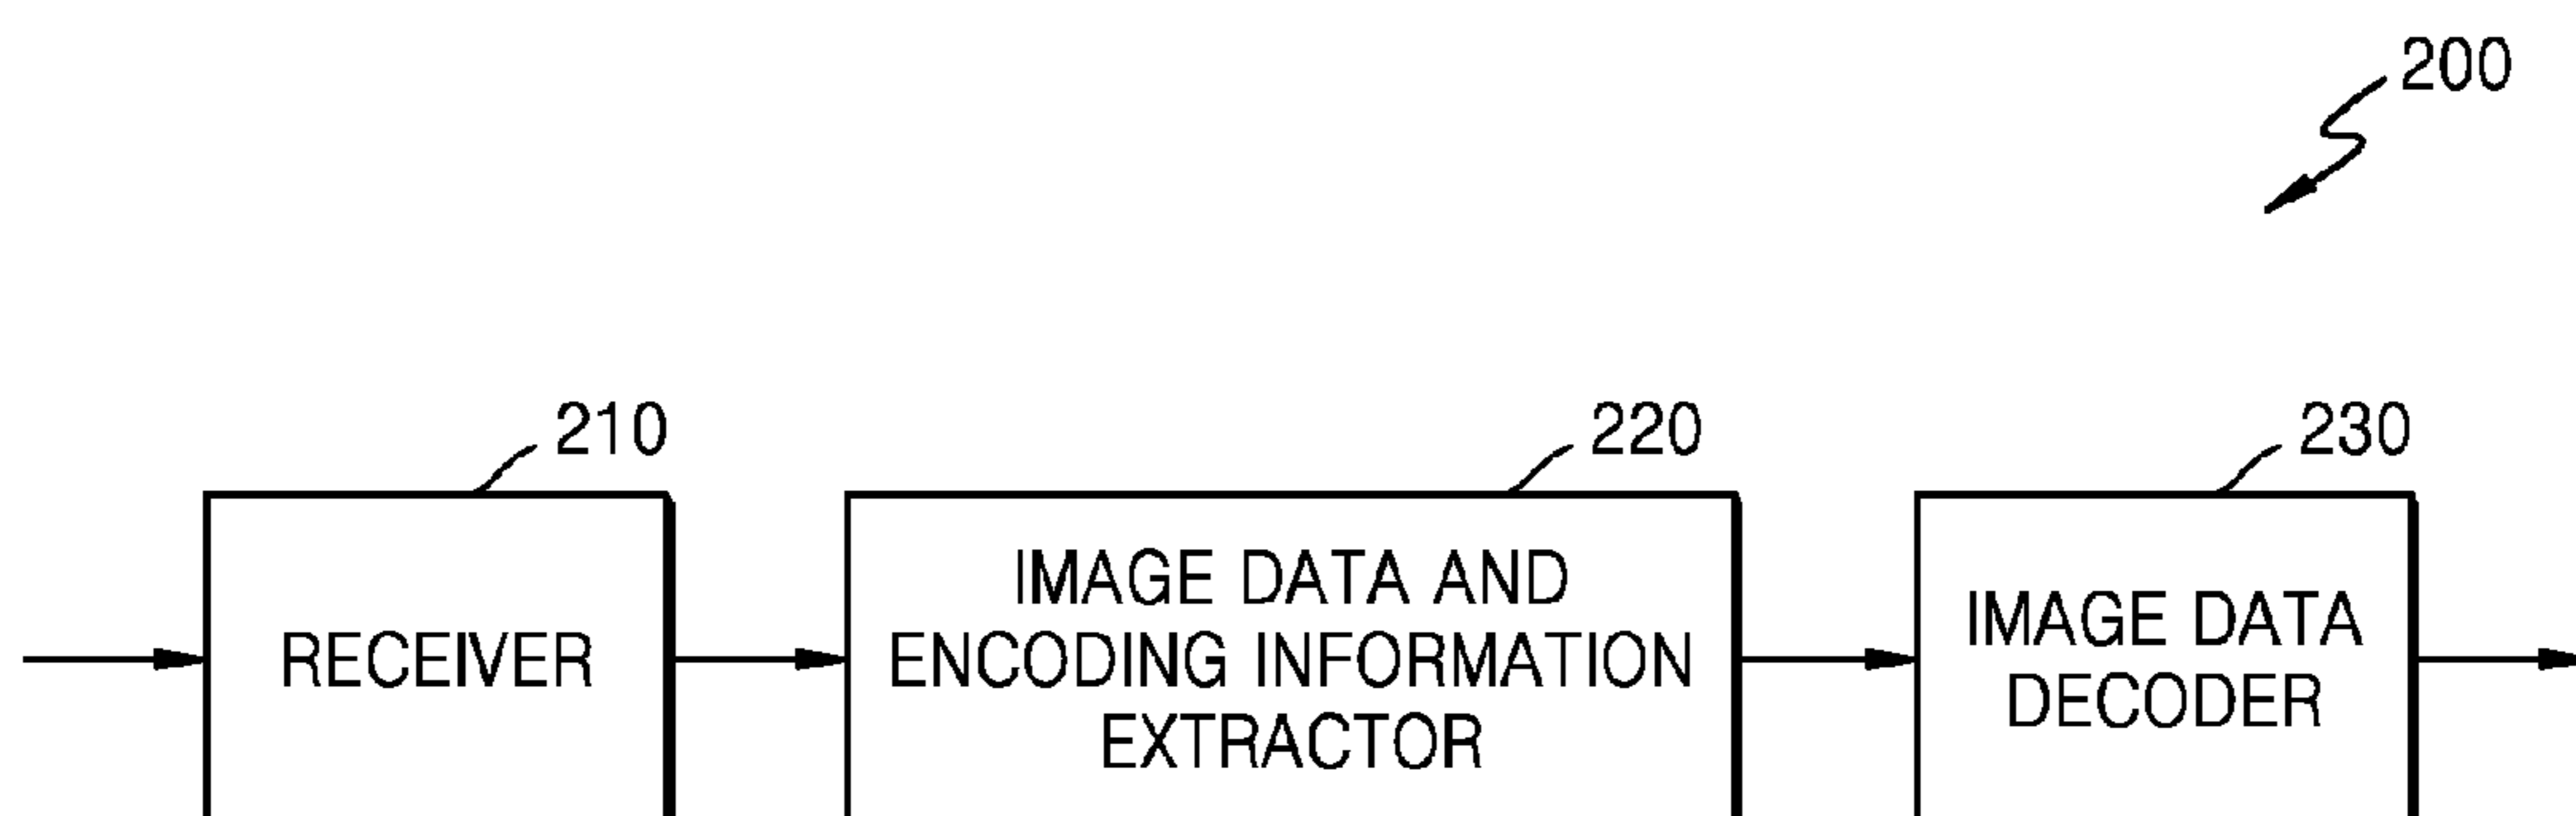 200
210
220
230
RECEIVER
IMAGE DATA AND
ENCODING INFORMATION
EXTRACTOR
IMAGE DATA
DECODER